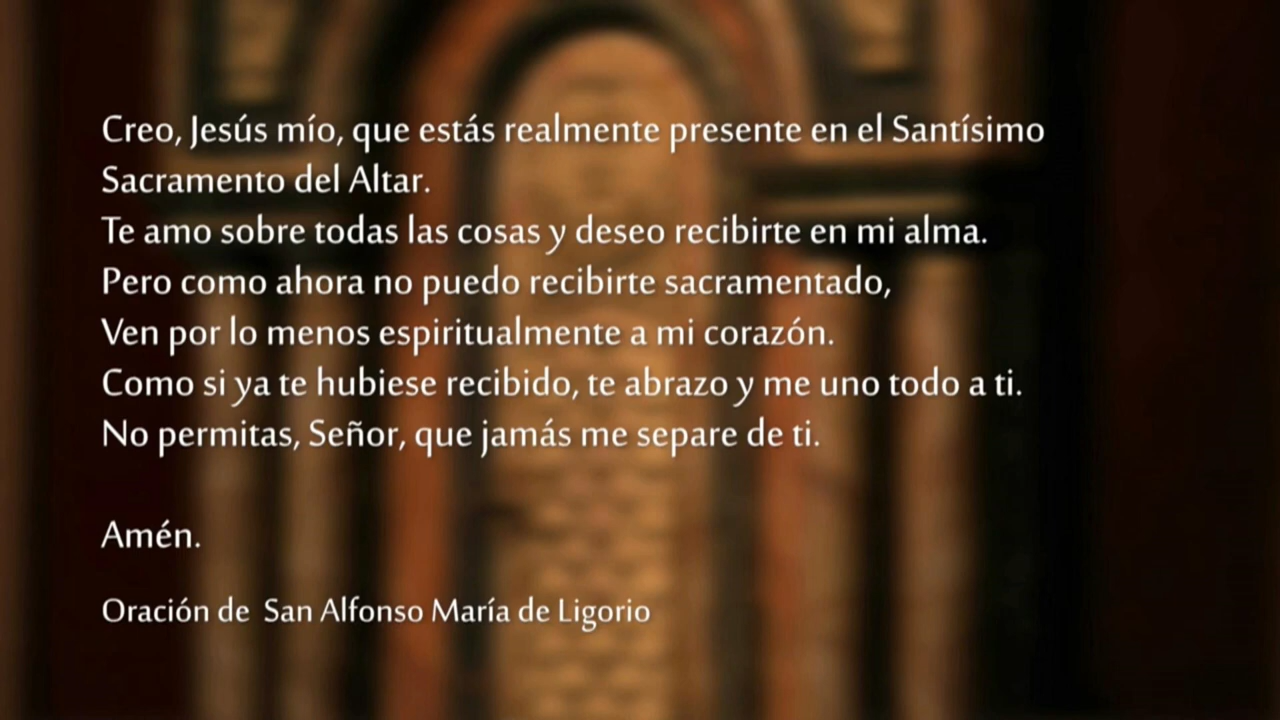 Creo, Jesús mío, que estás realmente presente en el Santísimo
Sacramento del Altar.
Te amo sobre todas las cosas y deseo recibirte en mi alma.
Pero como ahora no puedo recibirte sacramentado,
Ven por lo menos espiritualmente a mi corazón.
Como si ya te hubiese recibido, te abrazo y me uno todo a ti.
No permitas, Señor, que jamás me separe de ti.
Amén.
Oración de San Alfonso María de Ligorio